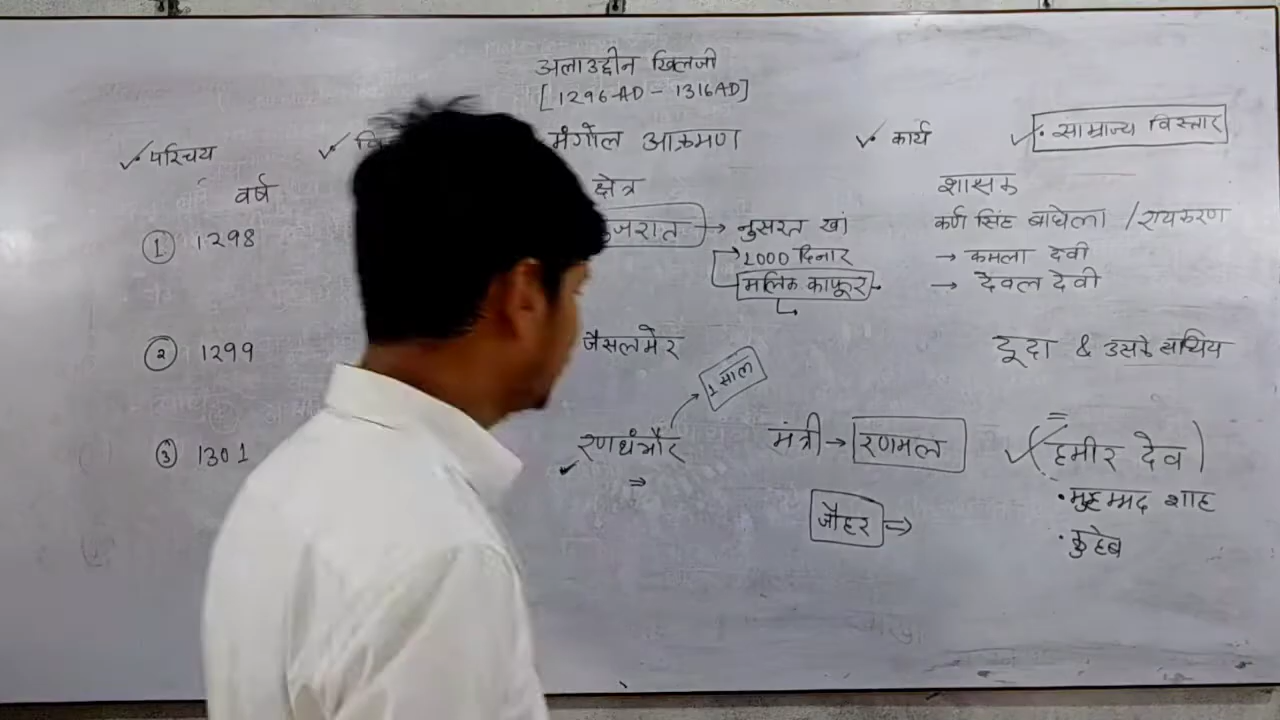 अलाउद्दीन खिलजी
[1296 AD - 1316 AD]
✓• परिचय ✓• मंगोल आक्रमण ✓• कार्य ✓• साम्राज्य विस्तार
वर्ष क्षेत्र शासक
① 1298 जरात → नुसरत खां कर्ण सिंह बाघेला / रायकरण
1000 दिनार → कमला देवी
मलिक काफूर → देवल देवी
② 1299 जैसलमेर दूदा & उसके
1 साल
③ 1301 रणथंभौर मंत्री → रणमल (हमीर देव)
⇒ • मुहम्मद शाह
जौहर ⇒ • कुहेब